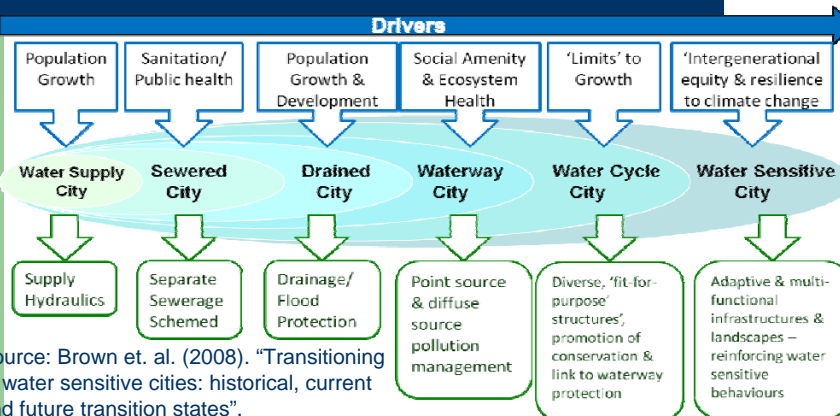 Drivers
Population
Growth
Sanitation/
Public health
Population
Growth &
Development
Social Amenity
& Ecosystem
Health
'Limits' to
Growth
'Intergenerational
equity & resilience
to climate change
Water Supply
City
Sewered
City
Drained
City
Waterway
City
Water Cycle
City
Water Sensitive
City
Supply
Hydraulics
Separate
Sewerage
Schemed
Drainage/
Flood
Protection
Point source
& diffuse
source
pollution
management
Diverse, 'fit-for-
purpose'
structures',
promotion of
conservation &
link to waterway
protection
Adaptive & multi-
functional
infrastructures &
landscapes –
reinforcing water
sensitive
behaviours
ource: Brown et. al. (2008). "Transitioning
water sensitive cities: historical, current
nd future transition states".